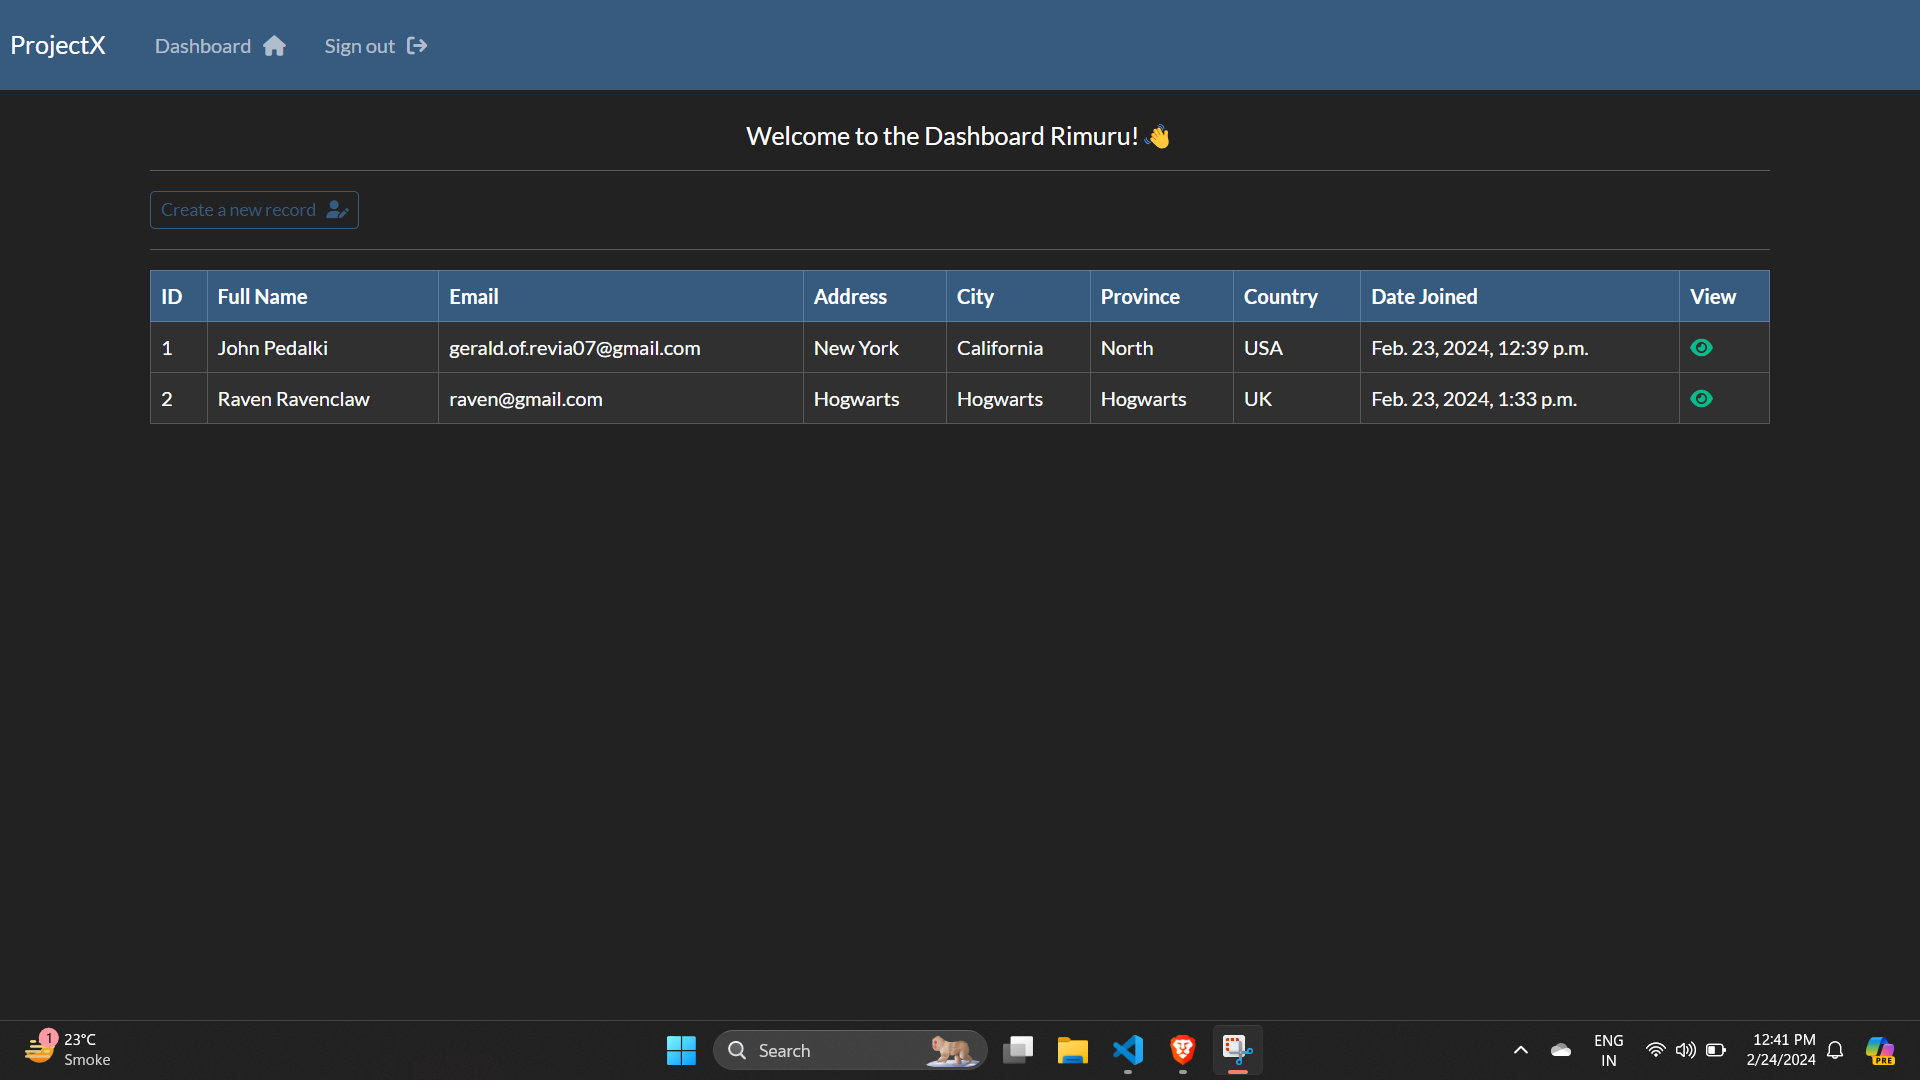 ProjectX Dashboard Sign out
Welcome to the Dashboard Rimuru! 👋
Create a new record
ID Full Name Email Address City Province Country Date Joined View
1 John Pedalki gerald.of.revia07@gmail.com New York California North USA Feb. 23, 2024, 12:39 p.m.
2 Raven Ravenclaw raven@gmail.com Hogwarts Hogwarts Hogwarts UK Feb. 23, 2024, 1:33 p.m.
1 23°C
Smoke
Search
ENG
IN
12:41 PM
2/24/2024
PRE